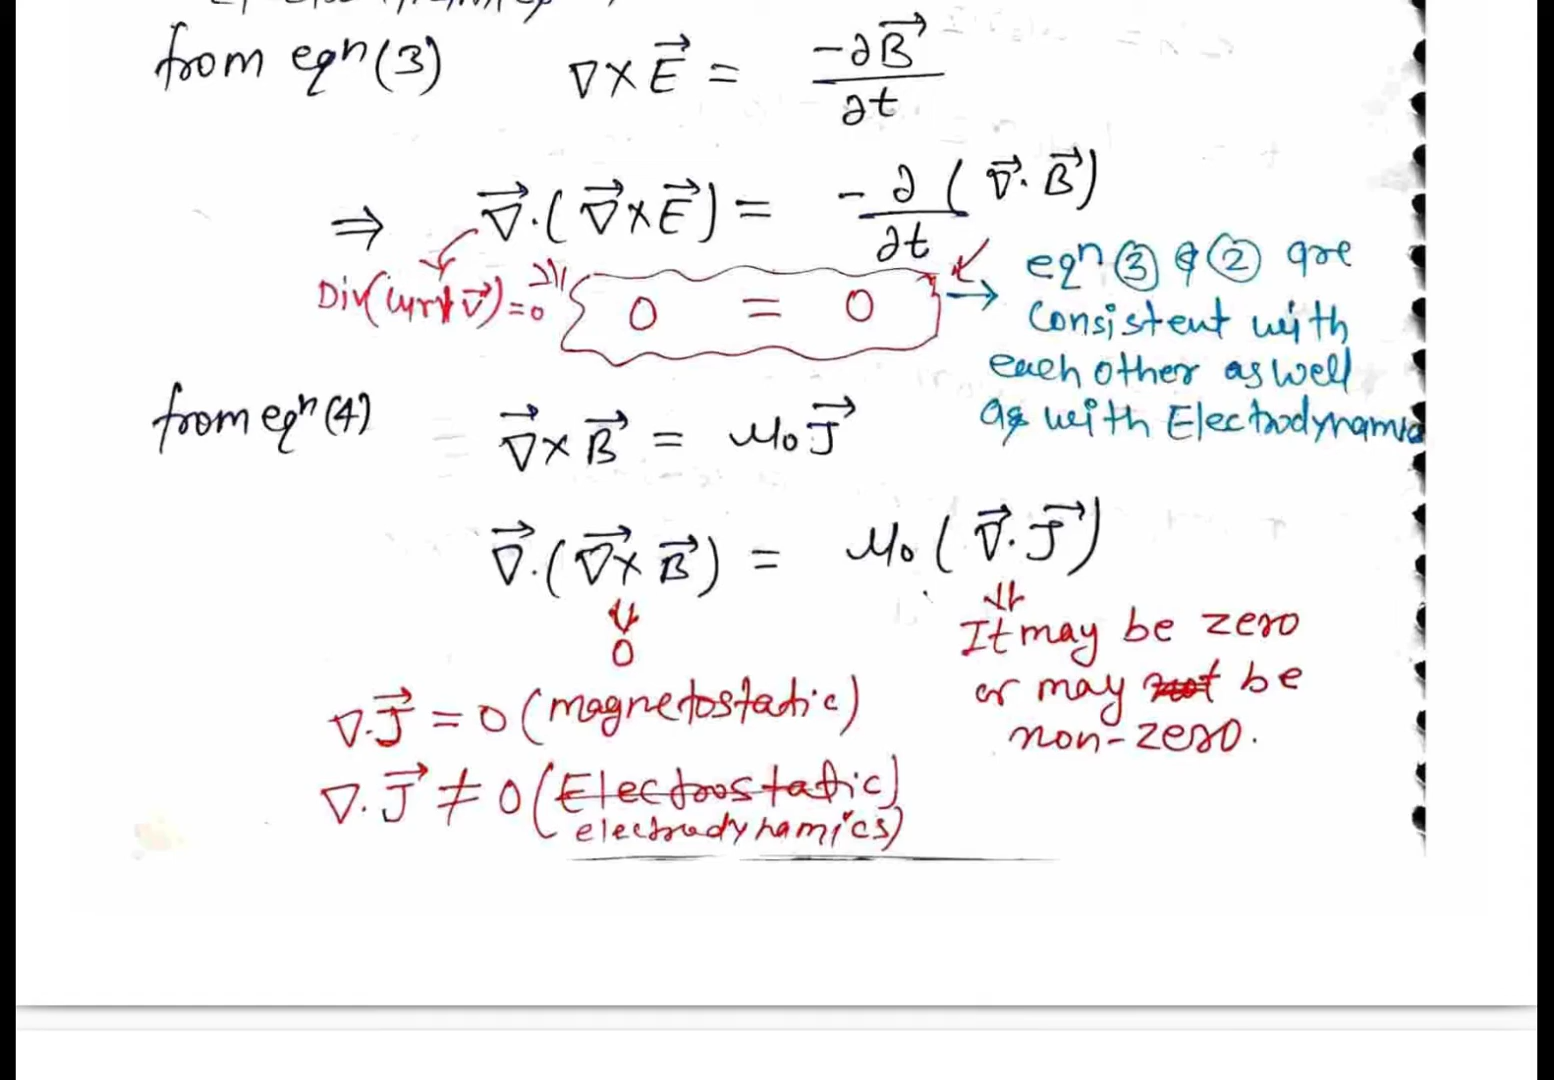 from eqn(3) ∇×E⃗ = -∂B⃗/∂t
⇒ ∇⃗.(∇⃗×E⃗) = -∂/∂t (∇⃗.B⃗)
Div(curl v⃗)=0
0 = 0 → eqn ③ & ② are
consistent with
each other as well
as with Electrodynamic
from eqn(4) ∇⃗×B⃗ = μ₀J⃗
∇⃗.(∇⃗×B⃗) = μ₀(∇⃗.J⃗)
⇓
0
⇓
It may be zero
or may be
non-zero.
∇.J⃗ = 0 (magnetostatic)
∇.J⃗ ≠ 0 (Electrostatic)
electrodynamics)